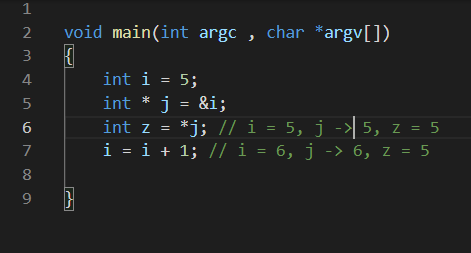 1
2 void main(int argc , char *argv[])
3 {
4 int i = 5;
5 int * j = &i;
6 int z = *j; // i = 5, j -> 5, z = 5
7 i = i + 1; // i = 6, j -> 6, z = 5
8
9 }